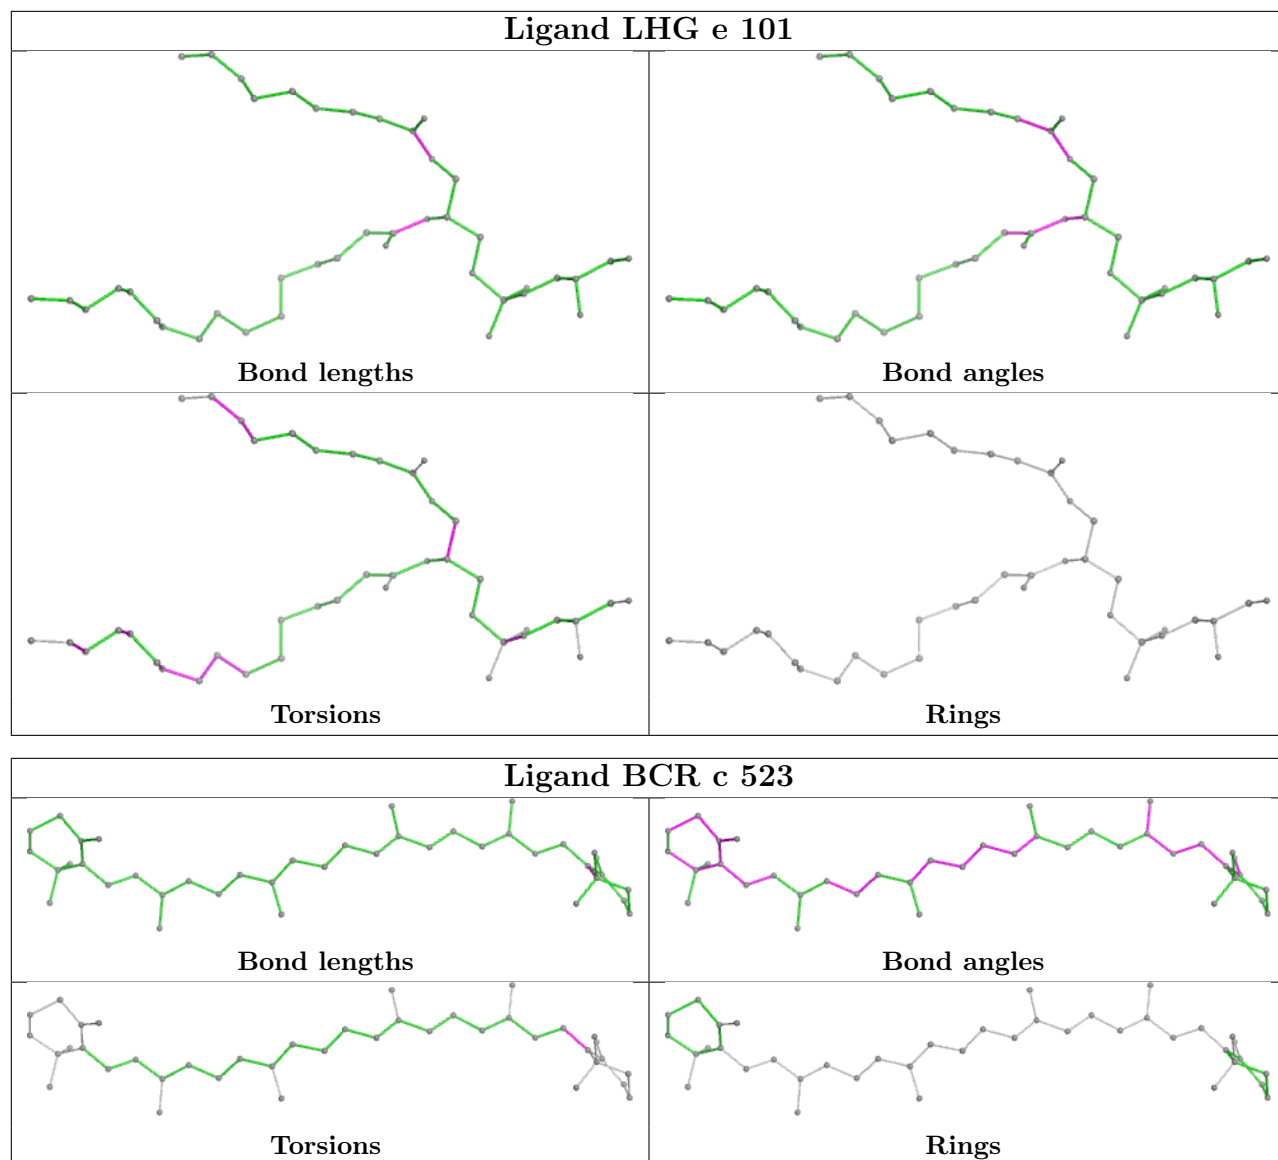 Ligand LHG e 101
Bond lengths
Bond angles
Torsions
Rings
Ligand BCR c 523
Bond lengths
Bond angles
Torsions
Rings